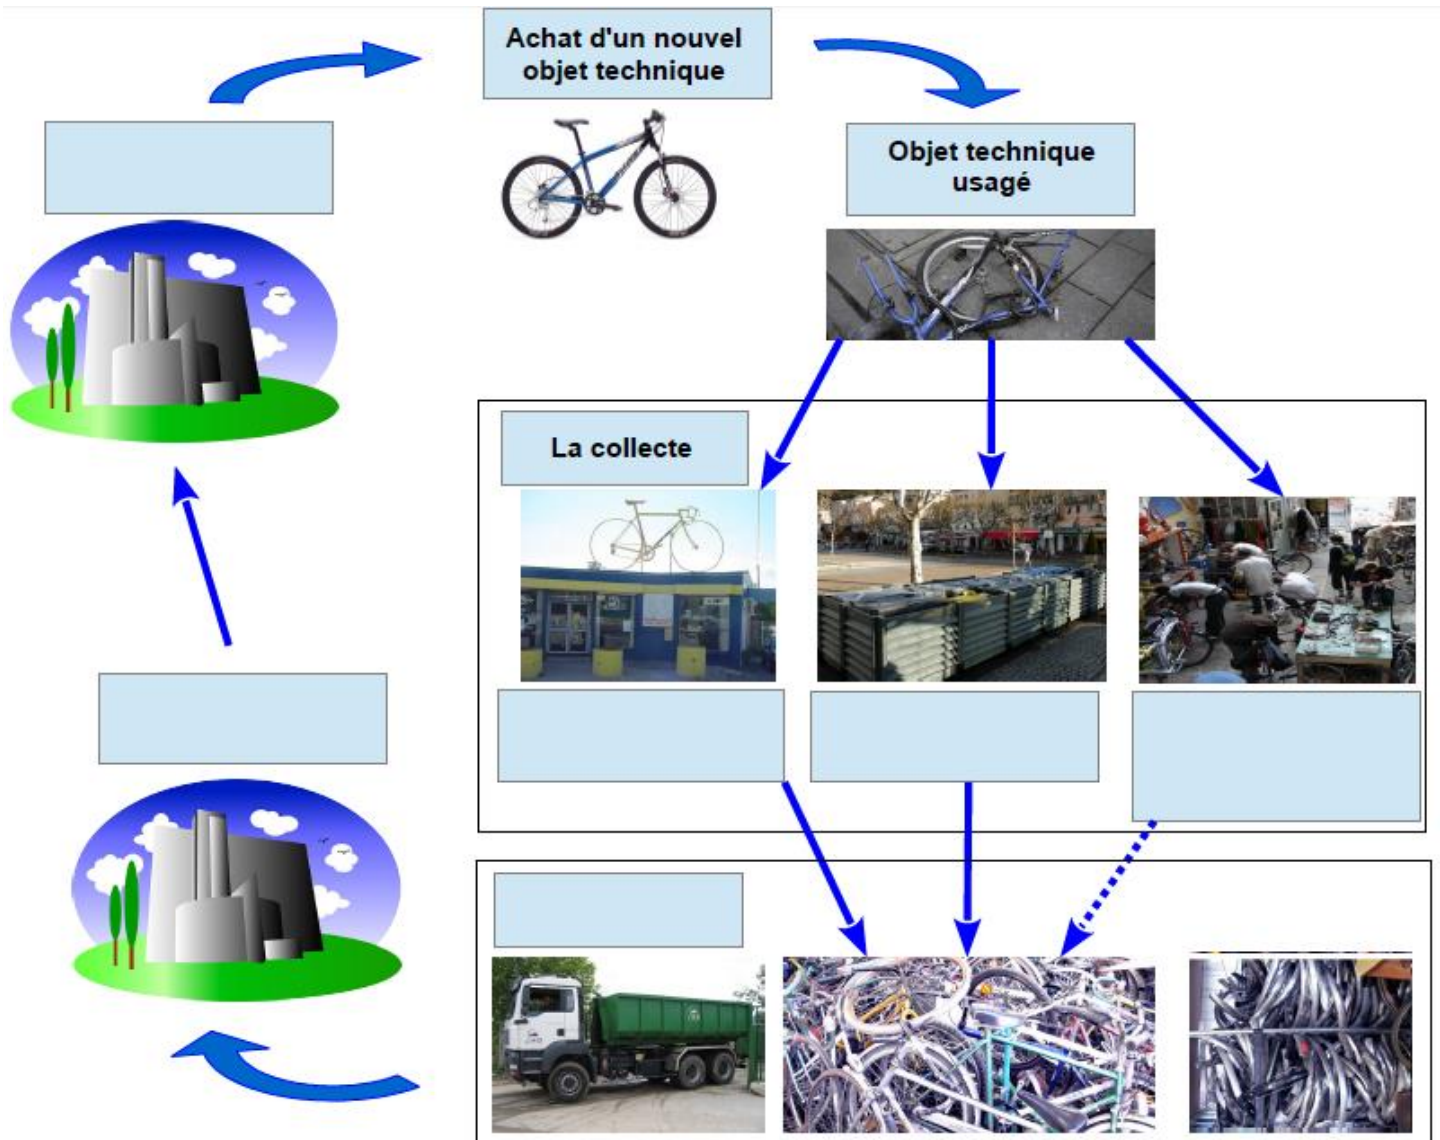 Achat d'un nouvel
objet technique
Objet technique
usagé
La collecte